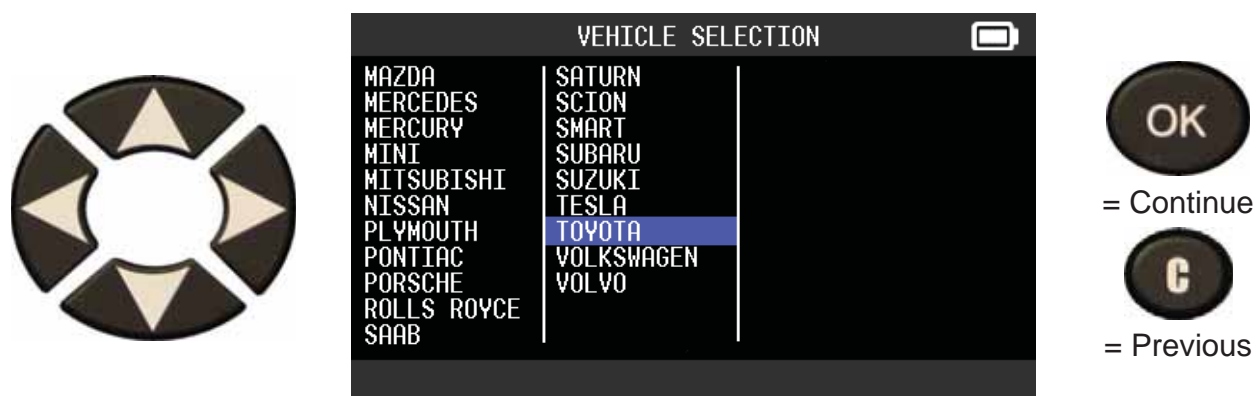 VEHICLE SELECTION
MAZDA
MERCEDES
MERCURY
MINI
MITSUBISHI
NISSAN
PLYMOUTH
PONTIAC
PORSCHE
ROLLS ROYCE
SAAB
SATURN
SCION
SMART
SUBARU
SUZUKI
TESLA
TOYOTA
VOLKSWAGEN
VOLVO
OK
= Continue
C
= Previous